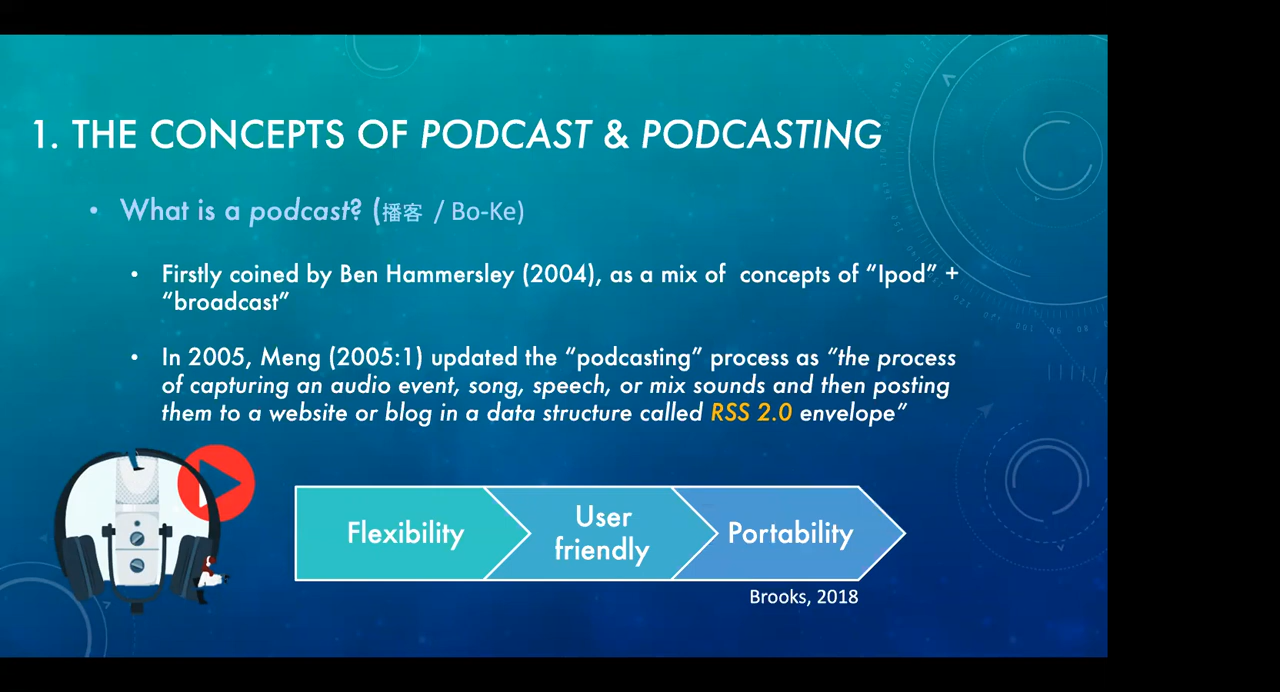 1. THE CONCEPTS OF PODCAST & PODCASTING
• What is a podcast? (播客 / Bo-Ke)
• Firstly coined by Ben Hammersley (2004), as a mix of concepts of “Ipod” +
“broadcast”
• In 2005, Meng (2005:1) updated the “podcasting” process as “the process
of capturing an audio event, song, speech, or mix sounds and then posting
them to a website or blog in a data structure called RSS 2.0 envelope”
Flexibility
User
friendly
Portability
Brooks, 2018